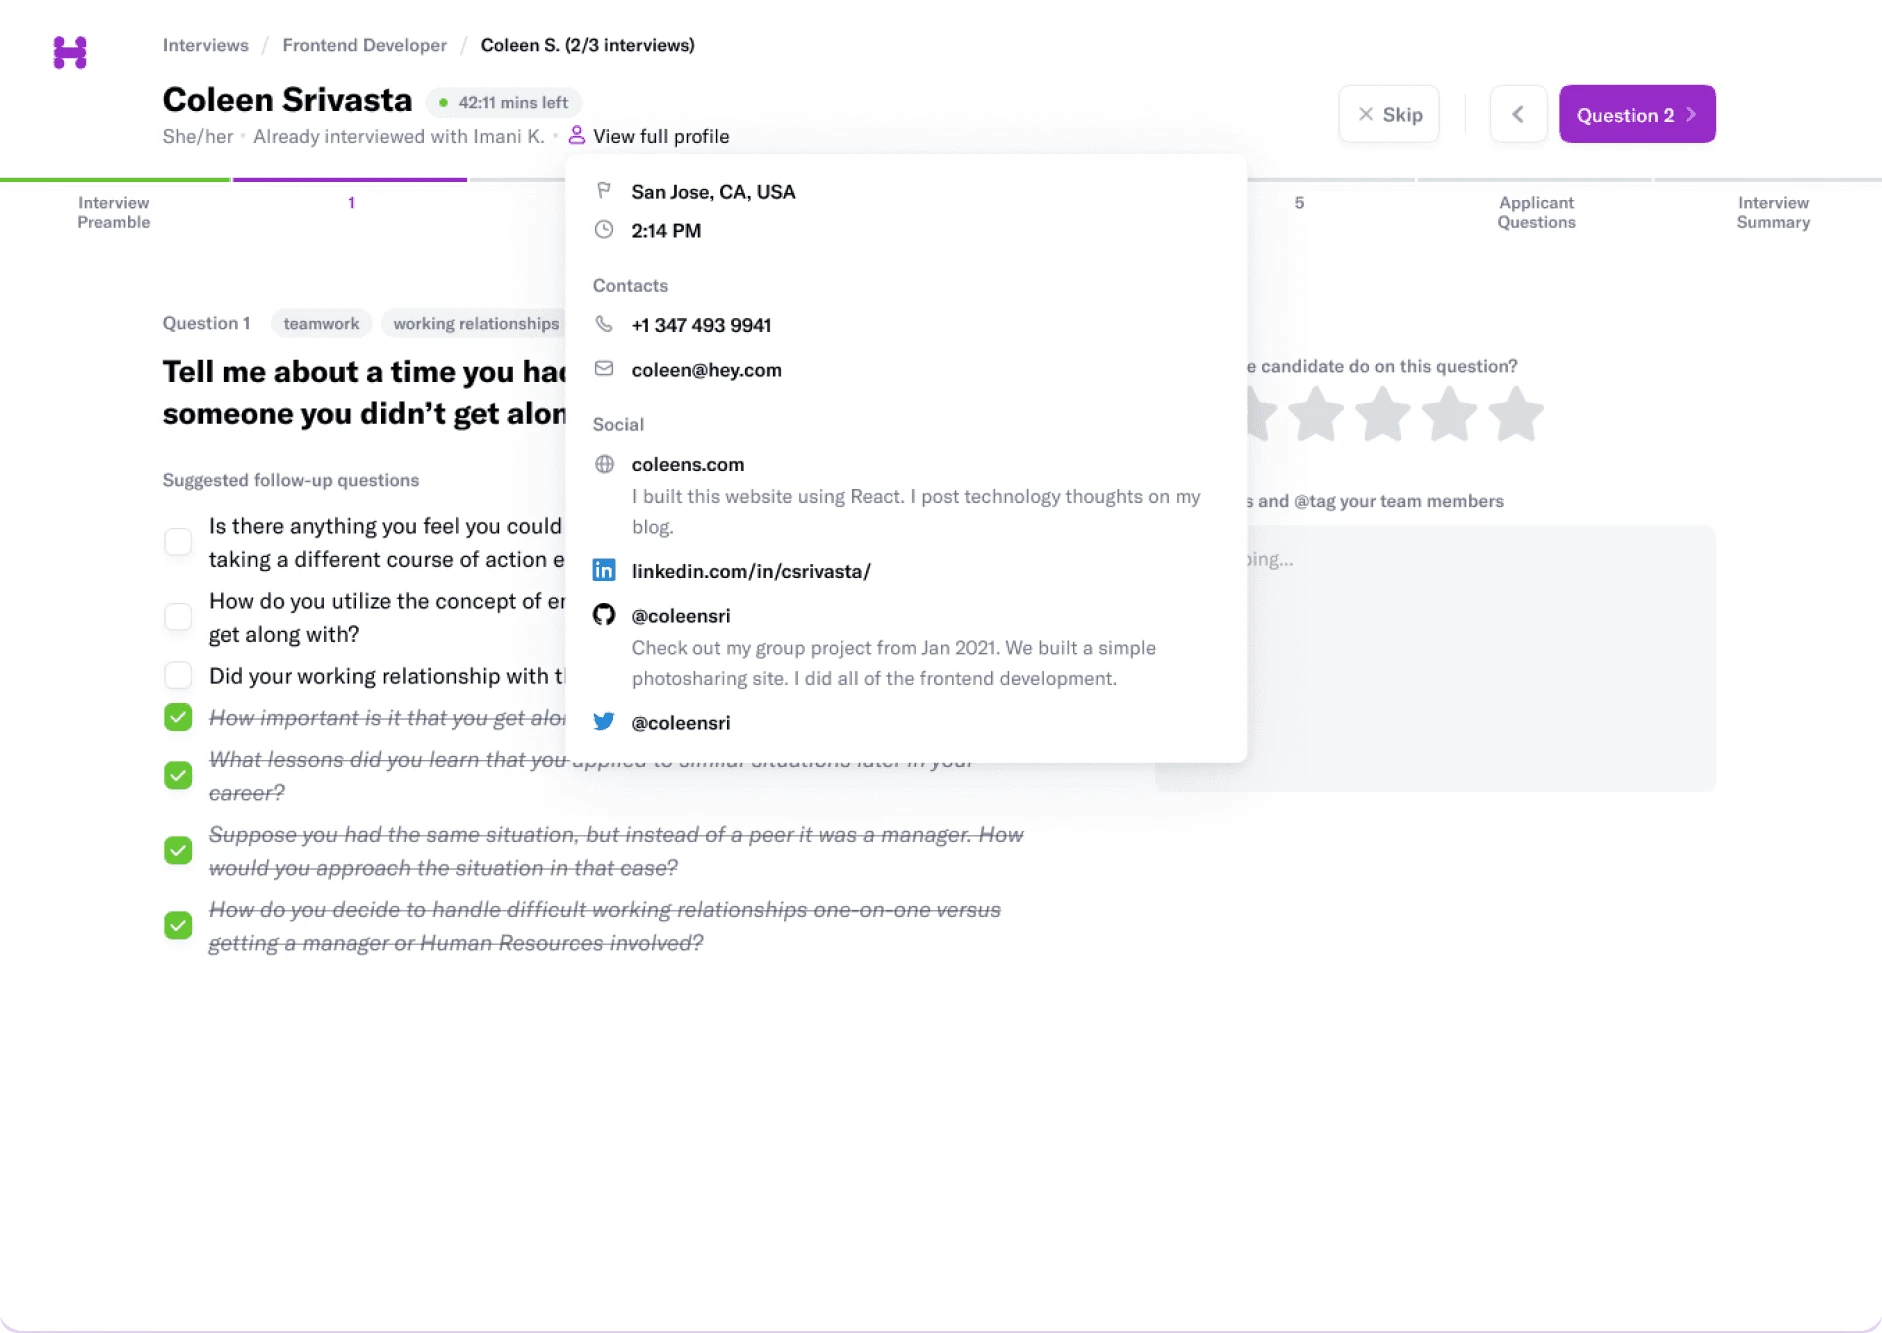 Interviews / Frontend Developer / Coleen S. (2/3 interviews)
Coleen Srivasta
42:11 mins left
She/her • Already interviewed with Imani K. • View full profile
Skip
Question 2
Interview
Preamble
1
5
Applicant
Questions
Interview
Summary
San Jose, CA, USA
2:14 PM
Contacts
+1 347 493 9941
coleen@hey.com
Social
coleens.com
I built this website using React. I post technology thoughts on my
blog.
linkedin.com/in/csrivasta/
@coleensri
Check out my group project from Jan 2021. We built a simple
photosharing site. I did all of the frontend development.
@coleensri
Question 1
teamwork
working relationships
Tell me about a time you had
someone you didn’t get
Suggested follow-up questions
Is there anything you feel you could
taking a different course of action
How do you utilize the concept of
get along with?
Did your working relationship with
How important is it that you get
What lessons did you learn that you applied to similar situations later in your
career?
Suppose you had the same situation, but instead of a peer it was a manager. How
would you approach the situation in that case?
How do you decide to handle difficult working relationships one-on-one versus
getting a manager or Human Resources involved?
candidate do on this question?
and @tag your team members